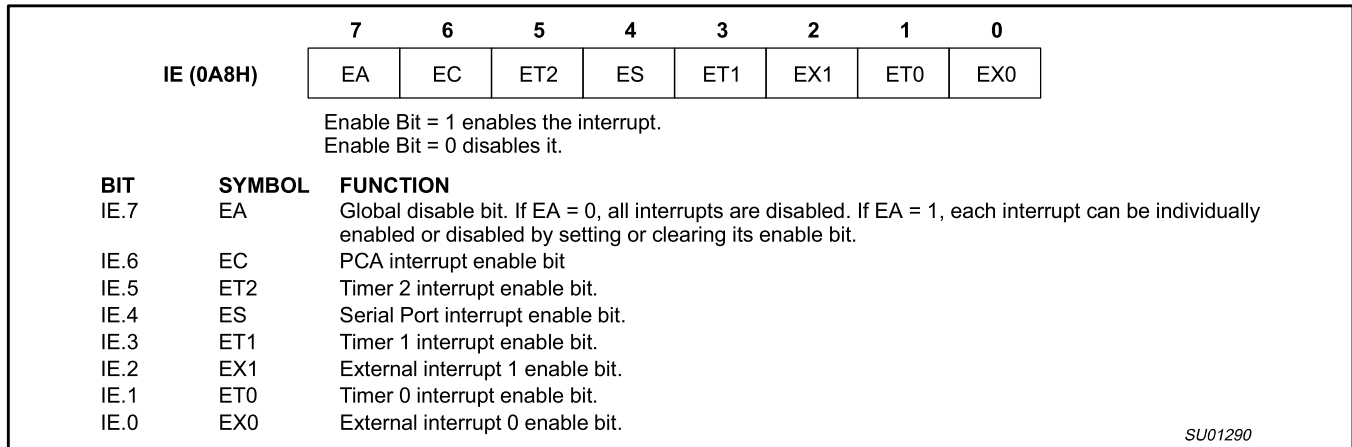 7 6 5 4 3 2 1 0
IE (0A8H) EA EC ET2 ES ET1 EX1 ET0 EX0
Enable Bit = 1 enables the interrupt.
Enable Bit = 0 disables it.
BIT SYMBOL FUNCTION
IE.7 EA Global disable bit. If EA = 0, all interrupts are disabled. If EA = 1, each interrupt can be individually
enabled or disabled by setting or clearing its enable bit.
IE.6 EC PCA interrupt enable bit
IE.5 ET2 Timer 2 interrupt enable bit.
IE.4 ES Serial Port interrupt enable bit.
IE.3 ET1 Timer 1 interrupt enable bit.
IE.2 EX1 External interrupt 1 enable bit.
IE.1 ET0 Timer 0 interrupt enable bit.
IE.0 EX0 External interrupt 0 enable bit.
SU01290